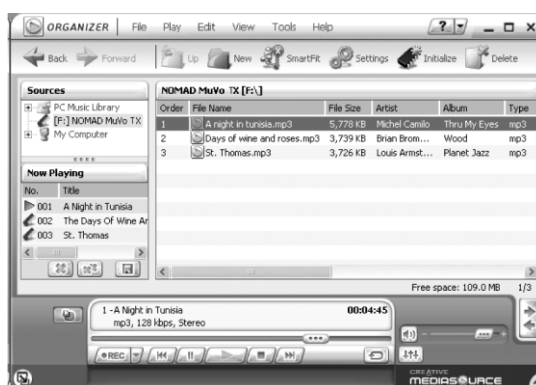 ORGANIZER File Play Edit View Tools Help ?
Back Forward Up New SmartFit Settings Initialize Delete
Sources
PC Music Library
[F:] NOMAD MuVo TX
My Computer
Now Playing
No. Title
001 A Night in Tunisia
002 The Days Of Wine Ar
003 St. Thomas
NOMAD MuVo TX [F:\]
Order File Name File Size Artist Album Type
1 A night in tunisia.mp3 5,778 KB Michel Camilo Thru My Eyes mp3
2 Days of wine and roses.mp3 3,739 KB Brian Brom... Wood mp3
3 St. Thomas.mp3 3,726 KB Louis Armst... Planet Jazz mp3
Free space: 109.0 MB 1/3
1 -A Night in Tunisia 00:04:45
mp3, 128 kbps, Stereo
REC
CREATIVE
MEDIASOURCE